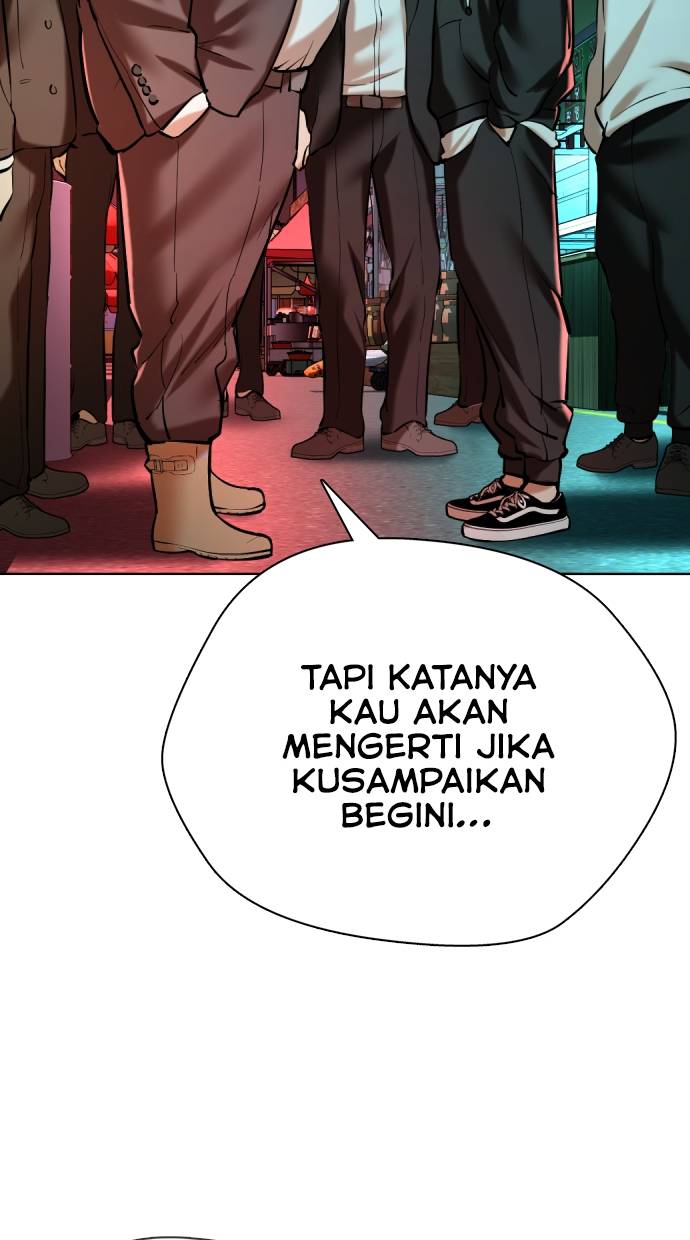 TAPI KATANYA
KAU AKAN
MENGERTI JIKA
KUSAMPAIKAN
BEGINI...